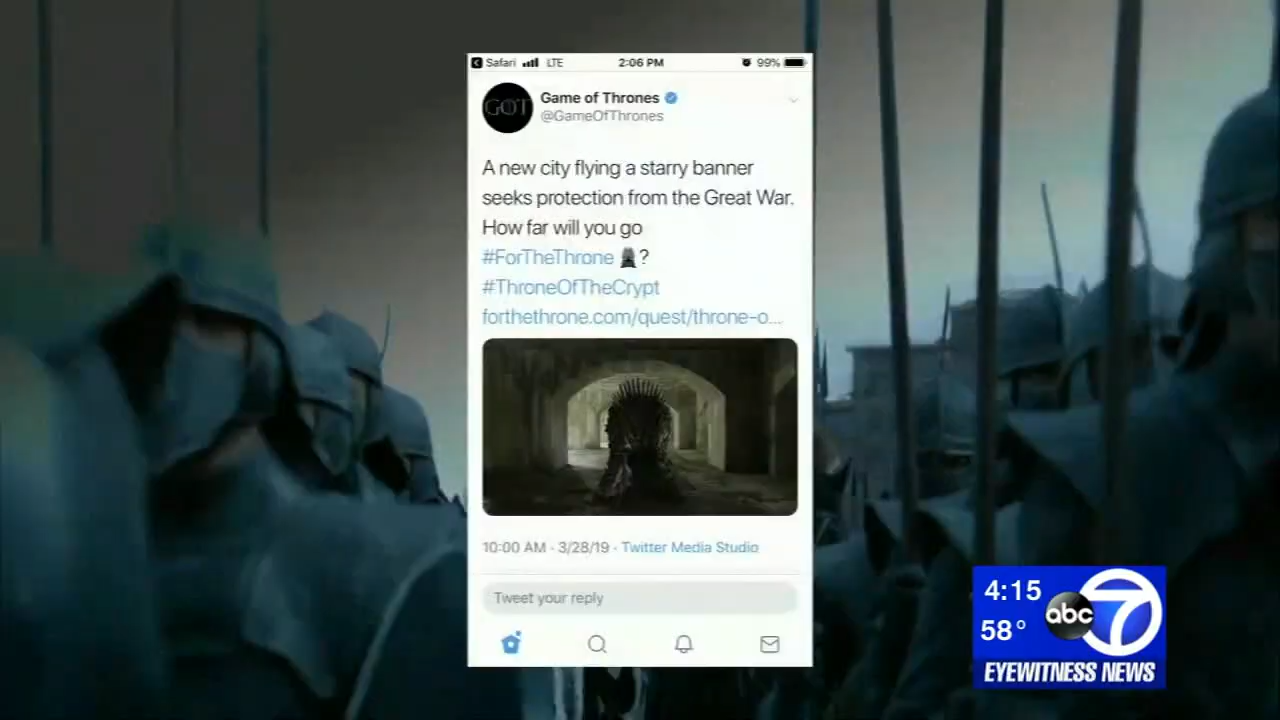 Safari LTE 2:06 PM 99%
GOT
Game of Thrones
@GameOfThrones
A new city flying a starry banner
seeks protection from the Great War.
How far will you go
#ForTheThrone ?
#ThroneOfTheCrypt
forthethrone.com/quest/throne-o...
10:00 AM · 3/28/19 · Twitter Media Studio
Tweet your reply
4:15
58°
abc 7
EYEWITNESS NEWS